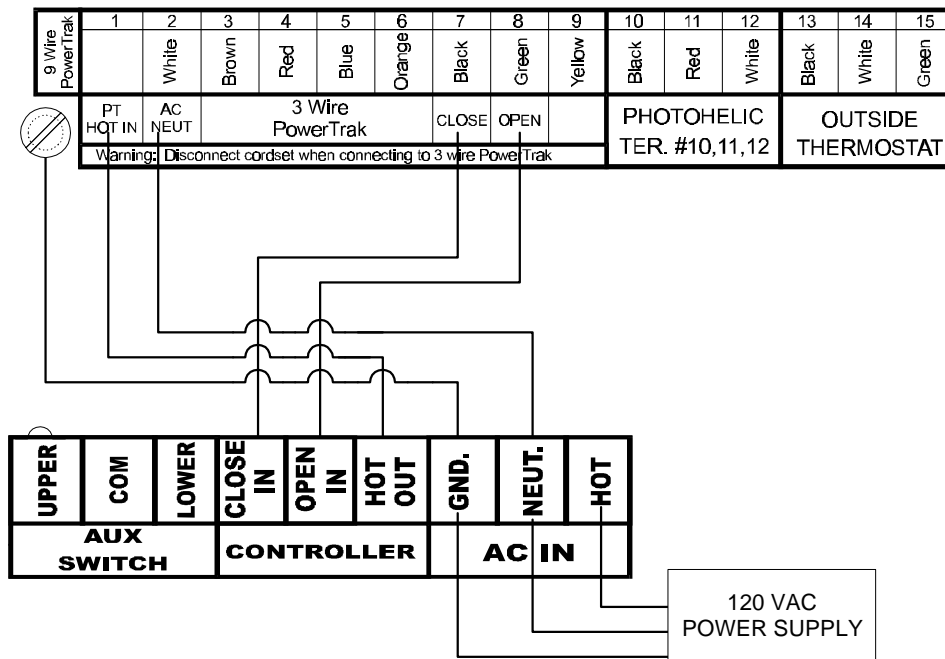 9 Wire
PowerTrak
1 2 3 4 5 6 7 8 9 10 11 12 13 14 15
White Brown Red Blue Orange Black Green Yellow Black Red White Black White Green
PT
HOT IN
AC
NEUT
3 Wire
PowerTrak
CLOSE OPEN
PHOTOHELIC
TER. #10,11,12
OUTSIDE
THERMOSTAT
Warning: Disconnect cordset when connecting to 3 wire PowerTrak
UPPER
COM
LOWER
CLOSE
IN
OPEN
IN
HOT
OUT
GND.
NEUT.
HOT
AUX
SWITCH
CONTROLLER
AC IN
120 VAC
POWER SUPPLY